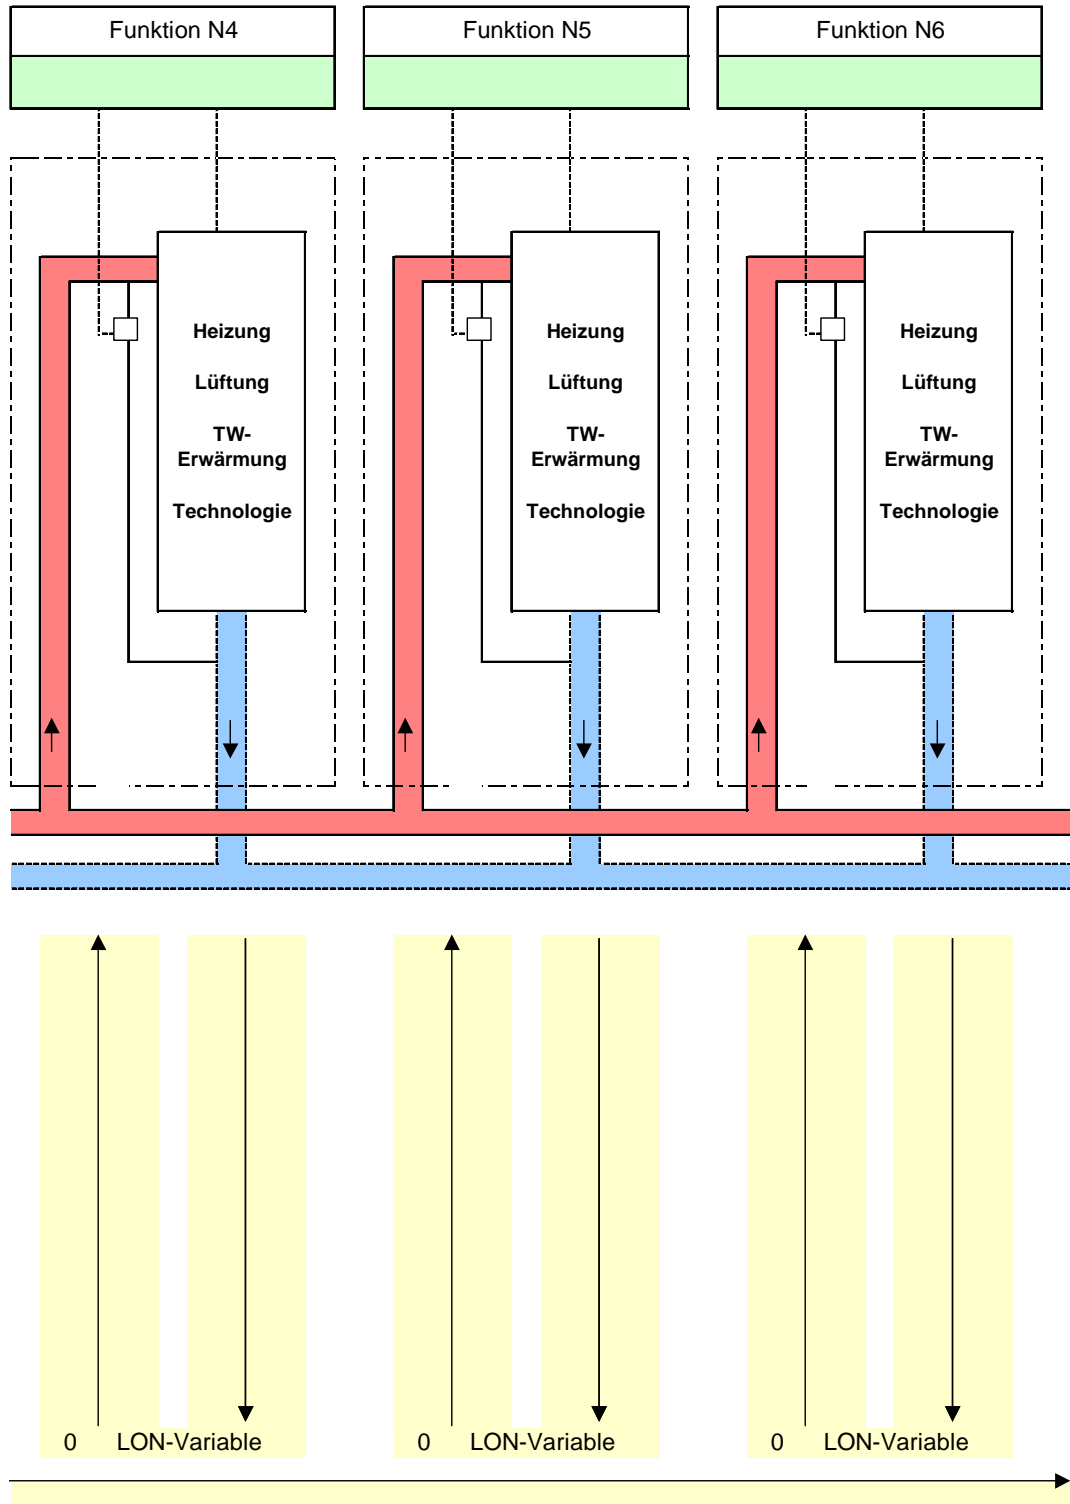 Funktion N4
Funktion N5
Funktion N6
Heizung
Lüftung
TW-
Erwärmung
Technologie
Heizung
Lüftung
TW-
Erwärmung
Technologie
Heizung
Lüftung
TW-
Erwärmung
Technologie
0 LON-Variable
0 LON-Variable
0 LON-Variable